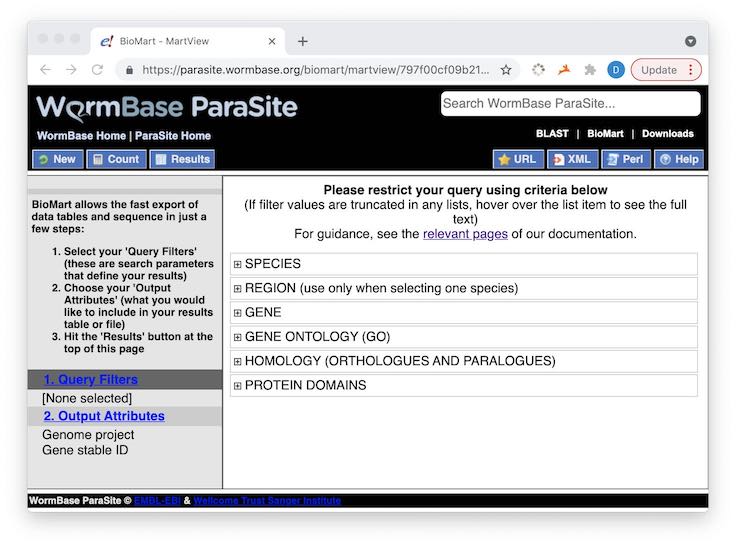 BioMart - MartView
https://parasite.wormbase.org/biomart/martview/797f00cf09b21...
D
Update
WormBase ParaSite
Search WormBase ParaSite...
WormBase Home | ParaSite Home
BLAST | BioMart | Downloads
New Count Results URL XML Perl Help
BioMart allows the fast export of
data tables and sequence in just a
few steps:
1. Select your 'Query Filters'
(these are search parameters
that define your results)
2. Choose your 'Output
Attributes' (what you would
like to include in your results
table or file)
3. Hit the 'Results' button at the
top of this page
1. Query Filters
[None selected]
2. Output Attributes
Genome project
Gene stable ID
Please restrict your query using criteria below
(If filter values are truncated in any lists, hover over the list item to see the full
text)
For guidance, see the relevant pages of our documentation.
SPECIES
REGION (use only when selecting one species)
GENE
GENE ONTOLOGY (GO)
HOMOLOGY (ORTHOLOGUES AND PARALOGUES)
PROTEIN DOMAINS
WormBase ParaSite © EMBL-EBI & Wellcome Trust Sanger Institute